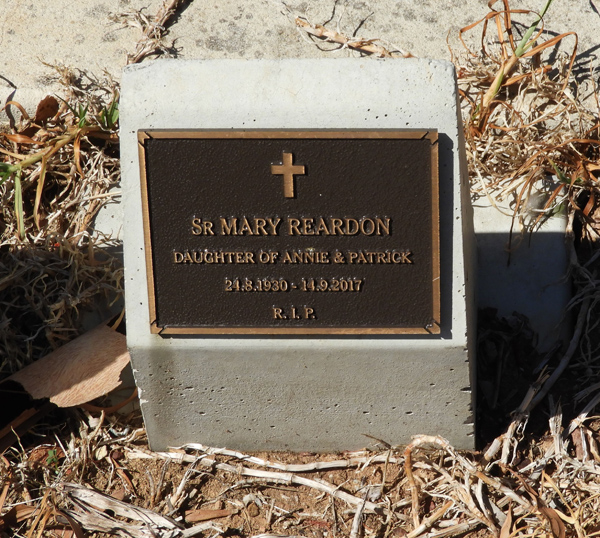 Sr MARY REARDON
DAUGHTER OF ANNIE & PATRICK
24.8.1930 - 14.9.2017
R. I. P.